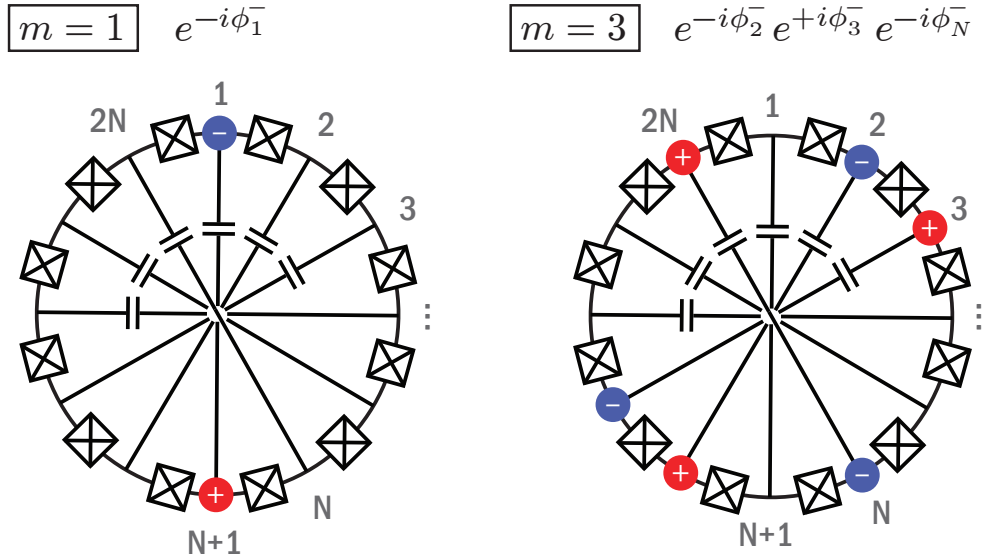 m = 1 e^{-iϕ_1^-}
m = 3 e^{-iϕ_2^-} e^{+iϕ_3^-} e^{-iϕ_N^-}
1
2N
−
2
3
⋮
N
+
N+1
1
2N
+
2
−
3
+
⋮
−
+
−
N
N+1